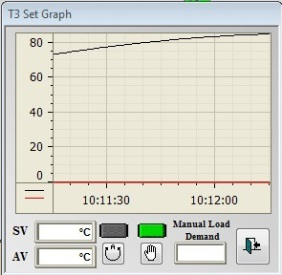 T3 Set Graph
80
60
40
20
0
10:11:30
10:12:00
SV
°C
Manual Load
Demand
AV
°C